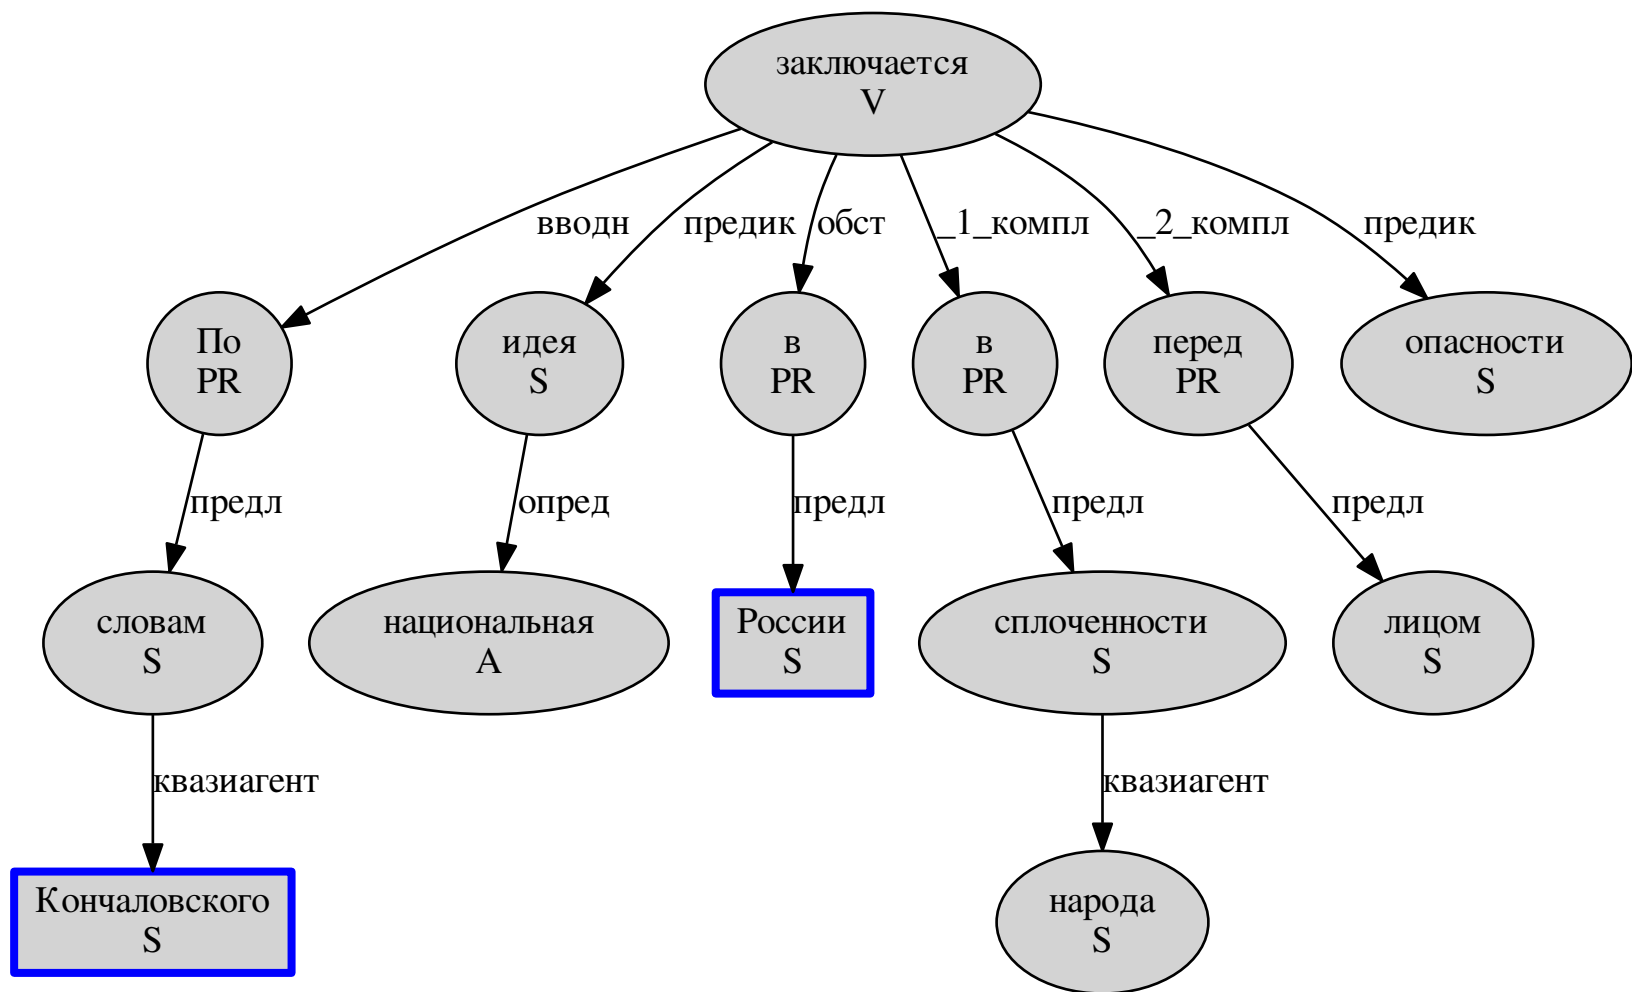 заключается
V
вводн
предик
обст
_1_компл
_2_компл
предик
По
PR
идея
S
в
PR
в
PR
перед
PR
опасности
S
предл
опред
предл
предл
предл
словам
S
национальная
A
России
S
сплоченности
S
лицом
S
квазиагент
квазиагент
Кончаловского
S
народа
S